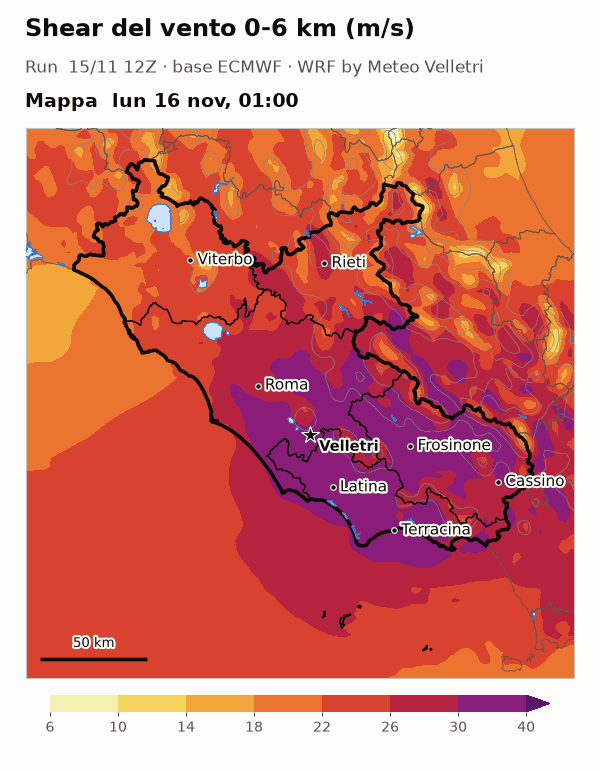 Shear del vento 0-6 km (m/s)
Run  15/11 12Z · base ECMWF · WRF by Meteo Velletri
Mappa  lun 16 nov, 01:00
Viterbo
Rieti
Roma
Velletri
Frosinone
Latina
Cassino
Terracina
50 km
6 10 14 18 22 26 30 40